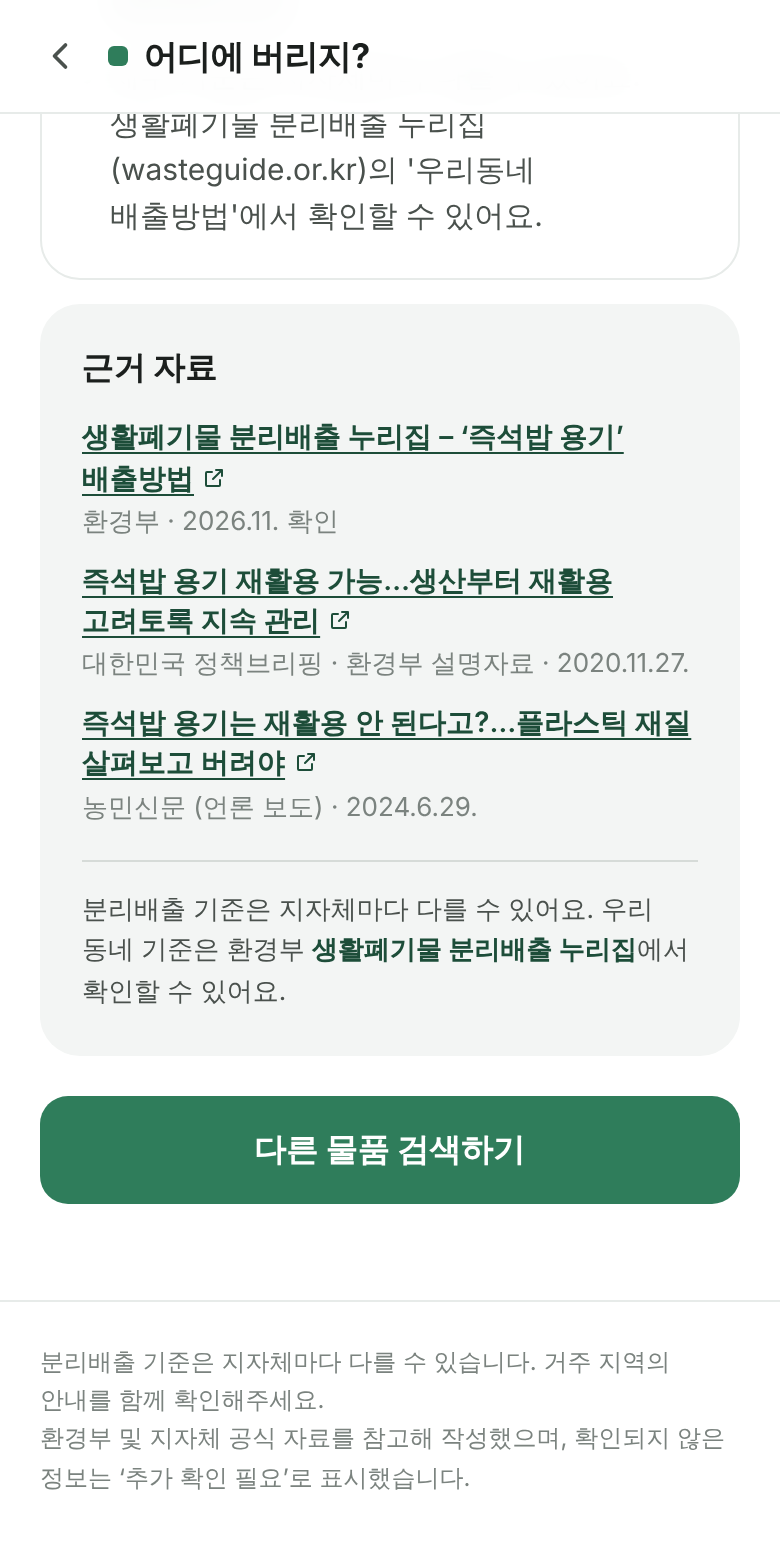 어디에 버리지?
생활폐기물 분리배출 누리집
(wasteguide.or.kr)의 '우리동네
배출방법'에서 확인할 수 있어요.
근거 자료
생활폐기물 분리배출 누리집 – ‘즉석밥 용기’
배출방법
환경부 · 2026.11. 확인
즉석밥 용기 재활용 가능…생산부터 재활용
고려토록 지속 관리
대한민국 정책브리핑 · 환경부 설명자료 · 2020.11.27.
즉석밥 용기는 재활용 안 된다고?…플라스틱 재질
살펴보고 버려야
농민신문 (언론 보도) · 2024.6.29.
분리배출 기준은 지자체마다 다를 수 있어요. 우리
동네 기준은 환경부 생활폐기물 분리배출 누리집에서
확인할 수 있어요.
다른 물품 검색하기
분리배출 기준은 지자체마다 다를 수 있습니다. 거주 지역의
안내를 함께 확인해주세요.
환경부 및 지자체 공식 자료를 참고해 작성했으며, 확인되지 않은
정보는 ‘추가 확인 필요’로 표시했습니다.